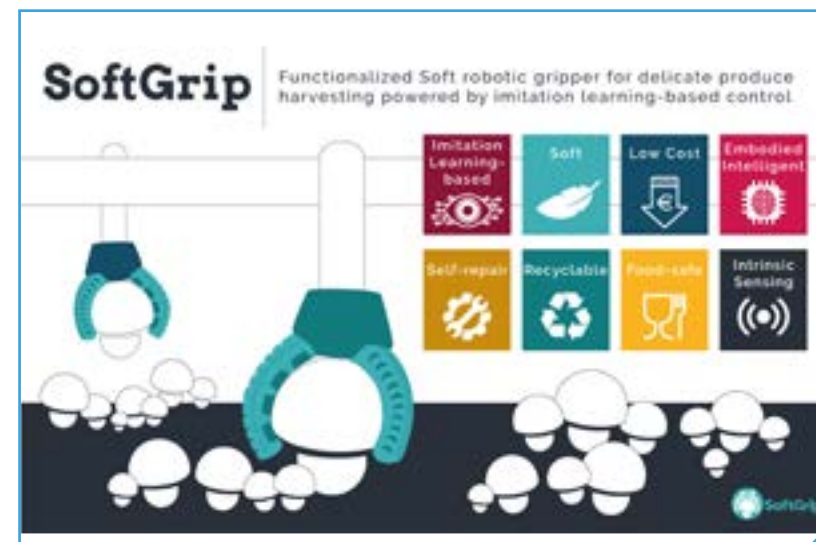 SoftGrip
Functionalized Soft robotic gripper for delicate produce
harvesting powered by imitation learning-based control
Imitation
Learning-
based
Soft
Low Cost
€
Embodied
Intelligent
Self-repair
Recyclable
Food-safe
Intrinsic
Sensing
SoftGrip